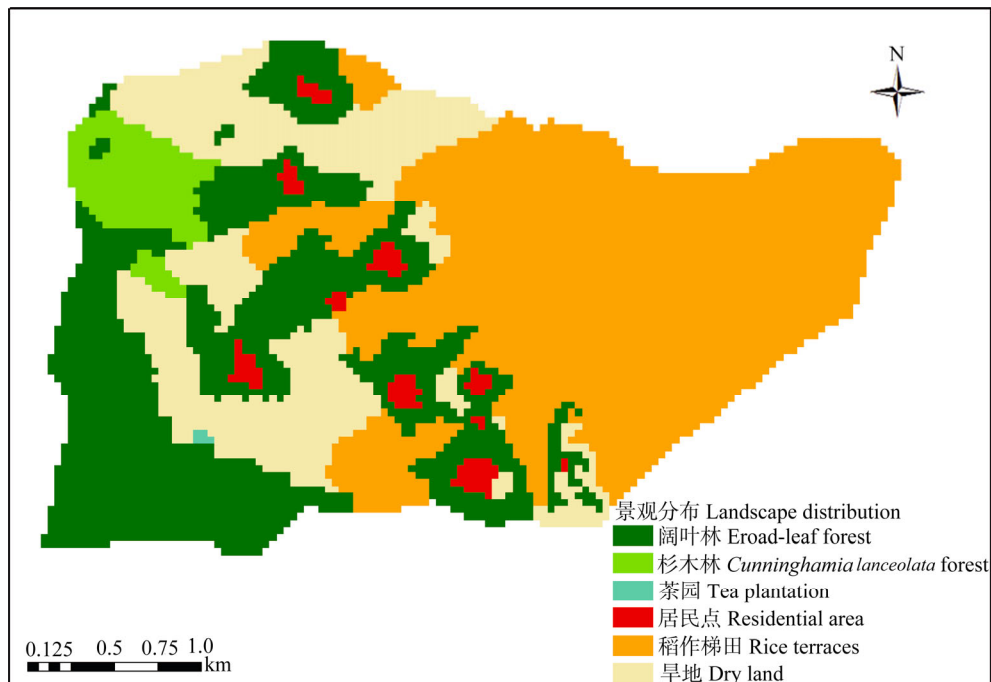 N
景观分布 Landscape distribution
阔叶林 Eroad-leaf forest
杉木林 Cunninghamia lanceolata forest
茶园 Tea plantation
居民点 Residential area
稻作梯田 Rice terraces
旱地 Dry land
0.125 0.5 0.75 1.0
km